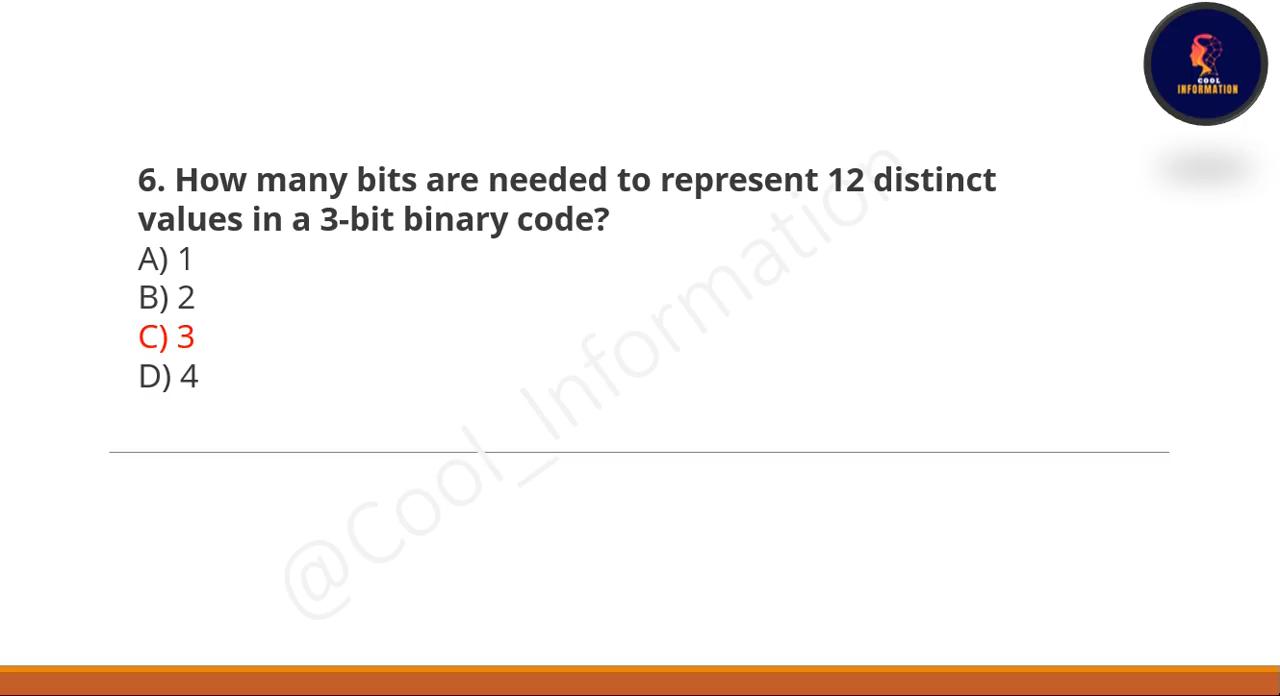 COOL
INFORMATION
6. How many bits are needed to represent 12 distinct
values in a 3-bit binary code?
A) 1
B) 2
C) 3
D) 4
@Cool_Information